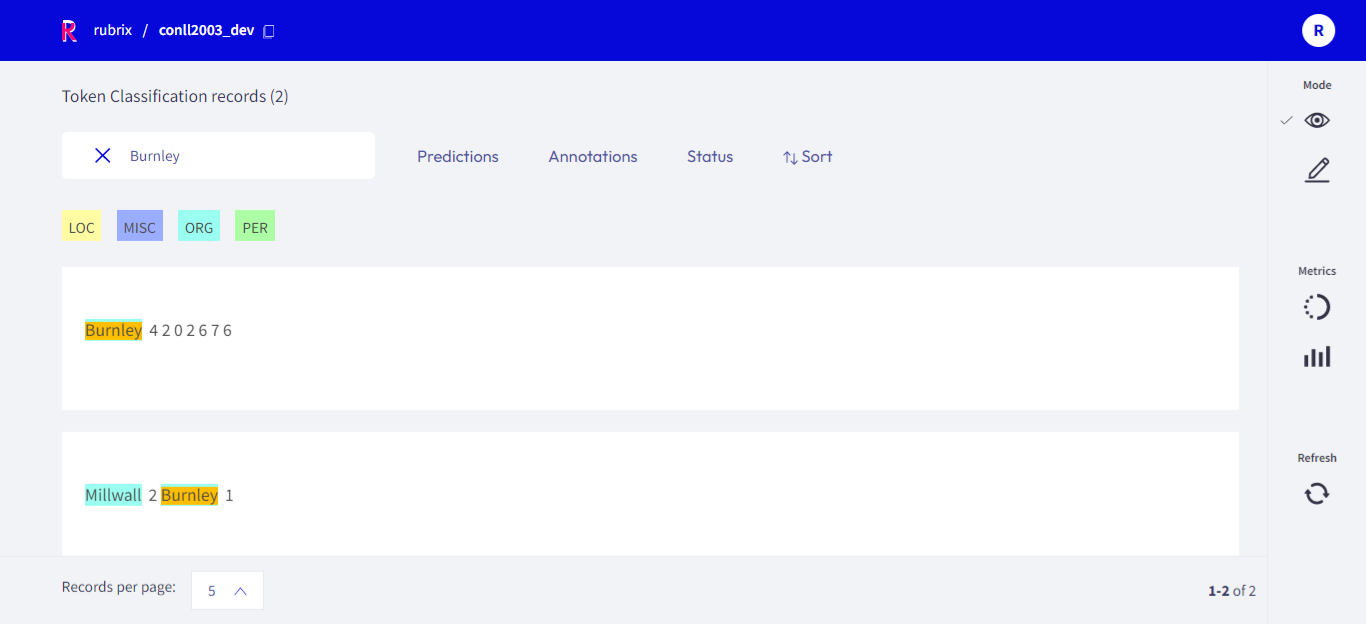 R rubrix / conll2003_dev
R
Mode
Token Classification records (2)
Burnley
Predictions
Annotations
Status
Sort
LOC MISC ORG PER
Metrics
Burnley 4 2 0 2 6 7 6
Refresh
Millwall 2 Burnley 1
Records per page: 5
1-2 of 2